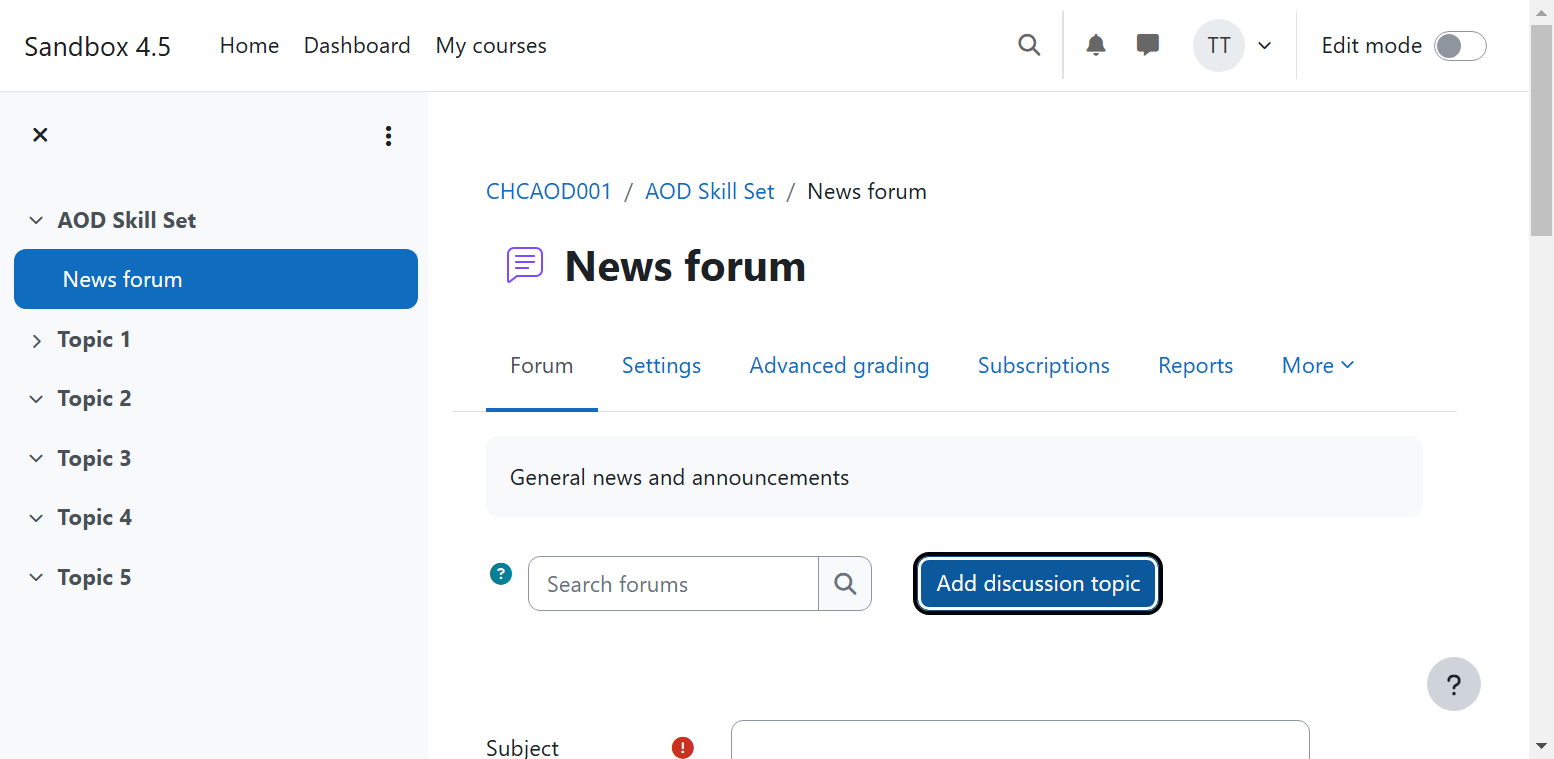 Sandbox 4.5 Home Dashboard My courses TT Edit mode
AOD Skill Set
News forum
Topic 1
Topic 2
Topic 3
Topic 4
Topic 5
CHCAOD001 / AOD Skill Set / News forum
News forum
Forum Settings Advanced grading Subscriptions Reports More
General news and announcements
? Search forums Add discussion topic
?
Subject !